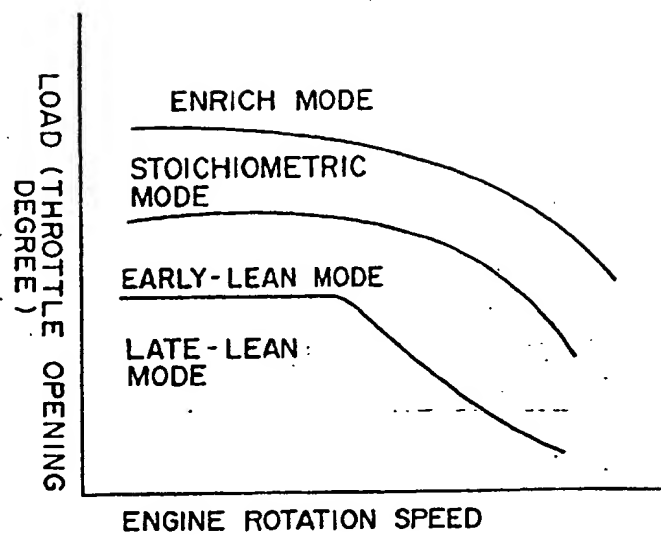 LOAD (THROTTLE OPENING
DEGREE)
ENRICH MODE
STOICHIOMETRIC
MODE
EARLY-LEAN MODE
LATE-LEAN
MODE
ENGINE ROTATION SPEED